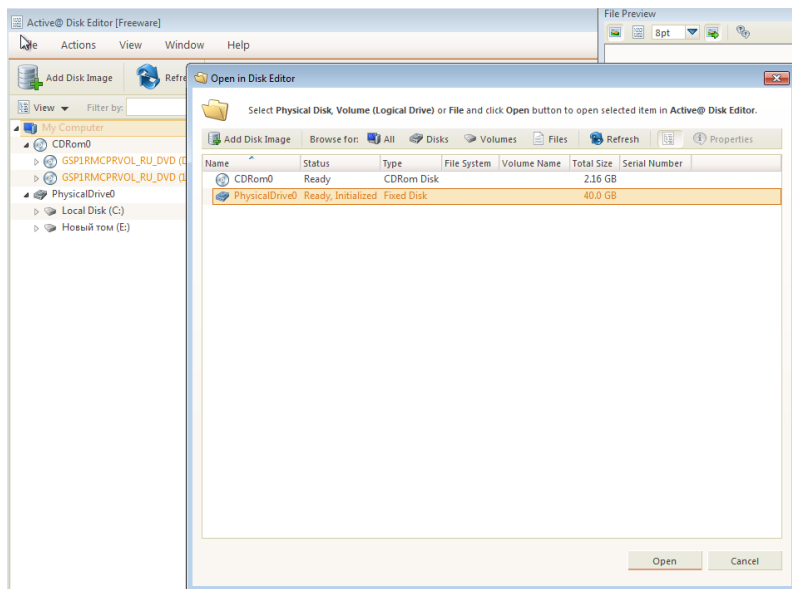 Active@ Disk Editor [Freeware]
File Preview
Actions View Window Help
8pt
Add Disk Image
Open in Disk Editor
View Filter by:
Select Physical Disk, Volume (Logical Drive) or File and click Open button to open selected item in Active@ Disk Editor.
My Computer
CDRom0
GSP1RMCPRVOL_RU_DVD
GSP1RMCPRVOL_RU_DVD
PhysicalDrive0
Local Disk (C:)
Новый том (E:)
Add Disk Image Browse for: All Disks Volumes Files Refresh Properties
Name Status Type File System Volume Name Total Size Serial Number
CDRom0 Ready CDRom Disk 2.16 GB
PhysicalDrive0 Ready, Initialized Fixed Disk 40.0 GB
Open Cancel